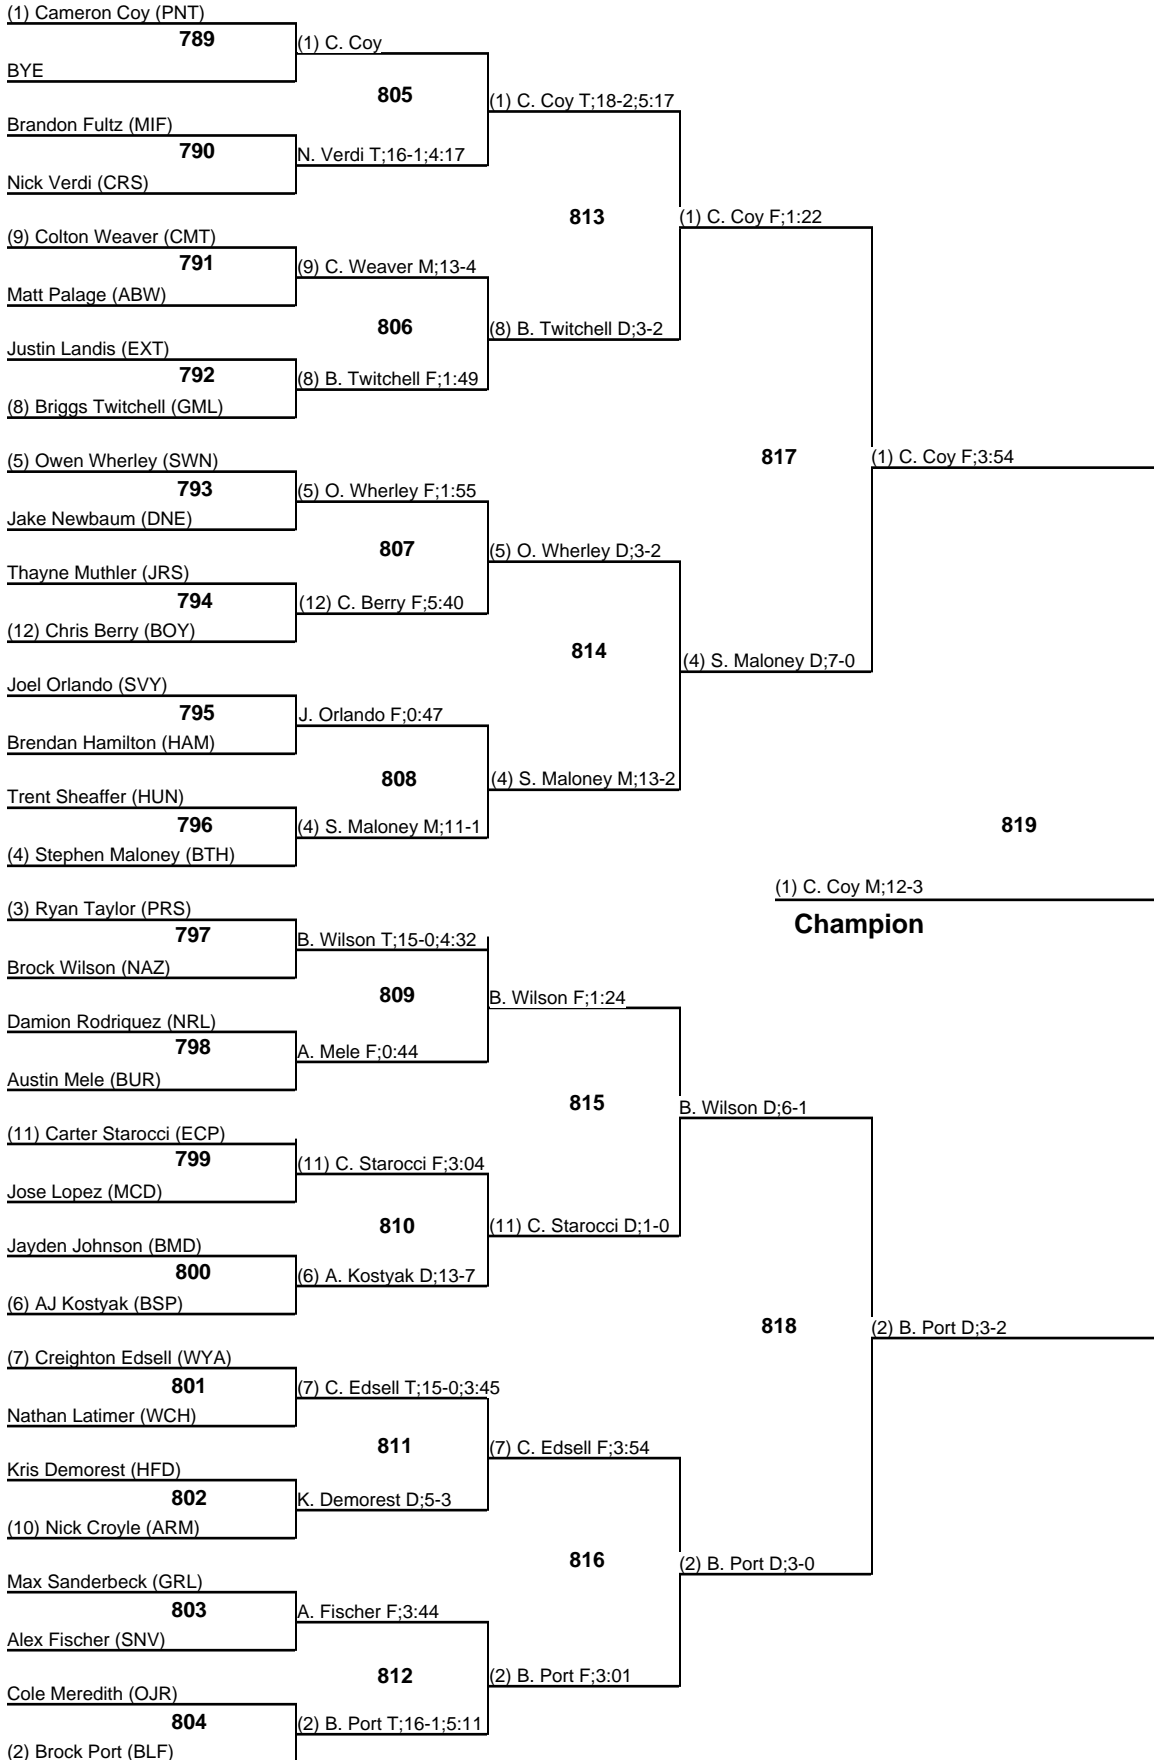 (1) Cameron Coy (PNT)
789
(1) C. Coy
BYE
805
(1) C. Coy T;18-2;5:17
Brandon Fultz (MIF)
790
N. Verdi T;16-1;4:17
Nick Verdi (CRS)
813
(1) C. Coy F;1:22
(9) Colton Weaver (CMT)
791
(9) C. Weaver M;13-4
Matt Palage (ABW)
806
(8) B. Twitchell D;3-2
Justin Landis (EXT)
792
(8) B. Twitchell F;1:49
(8) Briggs Twitchell (GML)
817
(1) C. Coy F;3:54
(5) Owen Wherley (SWN)
793
(5) O. Wherley F;1:55
Jake Newbaum (DNE)
807
(5) O. Wherley D;3-2
Thayne Muthler (JRS)
794
(12) C. Berry F;5:40
(12) Chris Berry (BOY)
814
(4) S. Maloney D;7-0
Joel Orlando (SVY)
795
J. Orlando F;0:47
Brendan Hamilton (HAM)
808
(4) S. Maloney M;13-2
Trent Sheaffer (HUN)
796
(4) S. Maloney M;11-1
(4) Stephen Maloney (BTH)
819
(1) C. Coy M;12-3
Champion
(3) Ryan Taylor (PRS)
797
B. Wilson T;15-0;4:32
Brock Wilson (NAZ)
809
B. Wilson F;1:24
Damion Rodriquez (NRL)
798
A. Mele F;0:44
Austin Mele (BUR)
815
B. Wilson D;6-1
(11) Carter Starocci (ECP)
799
(11) C. Starocci F;3:04
Jose Lopez (MCD)
810
(11) C. Starocci D;1-0
Jayden Johnson (BMD)
800
(6) A. Kostyak D;13-7
(6) AJ Kostyak (BSP)
818
(2) B. Port D;3-2
(7) Creighton Edsell (WYA)
801
(7) C. Edsell T;15-0;3:45
Nathan Latimer (WCH)
811
(7) C. Edsell F;3:54
Kris Demorest (HFD)
802
K. Demorest D;5-3
(10) Nick Croyle (ARM)
816
(2) B. Port D;3-0
Max Sanderbeck (GRL)
803
A. Fischer F;3:44
Alex Fischer (SNV)
812
(2) B. Port F;3:01
Cole Meredith (OJR)
804
(2) B. Port T;16-1;5:11
(2) Brock Port (BLF)